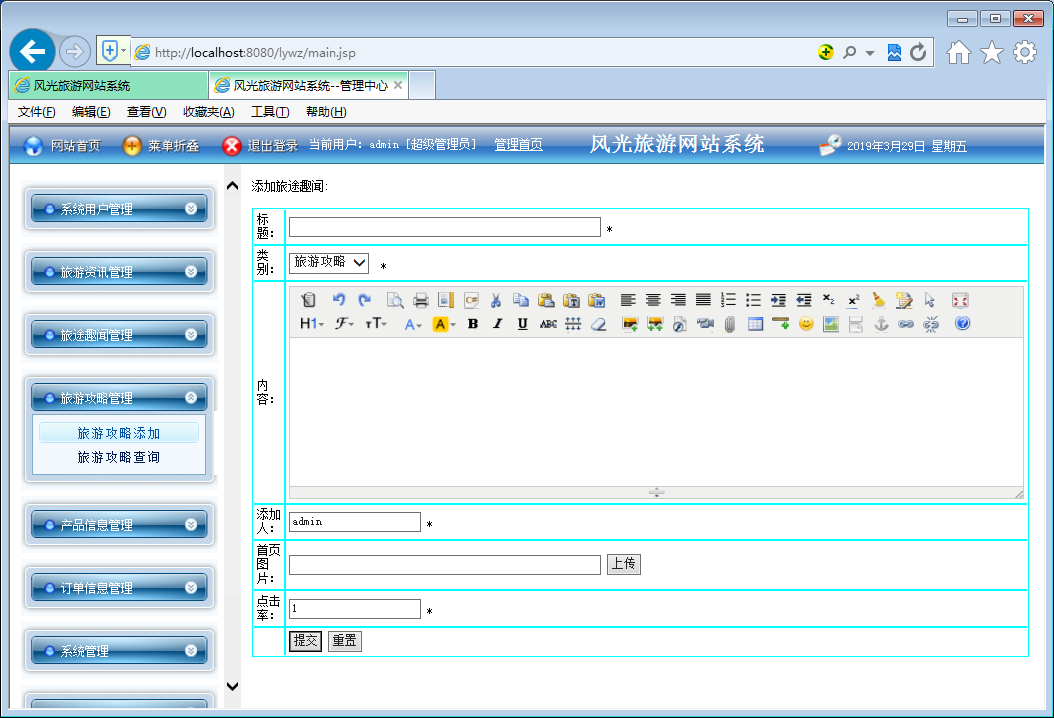 http://localhost:8080/lywz/main.jsp
风光旅游网站系统
风光旅游网站系统--管理中心
文件(F) 编辑(E) 查看(V) 收藏夹(A) 工具(T) 帮助(H)
网站首页 菜单折叠 退出登录 当前用户：admin [超级管理员] 管理首页 风光旅游网站系统 2019年3月29日 星期五
系统用户管理
旅游资讯管理
旅途趣闻管理
旅游攻略管理
旅游攻略添加
旅游攻略查询
产品信息管理
订单信息管理
系统管理
添加旅途趣闻:
标题： *
类别： 旅游攻略 *
H1 F тT A A B I U ABC
内容：
添加人： admin *
首页图片： 上传
点击率： 1 *
提交 重置